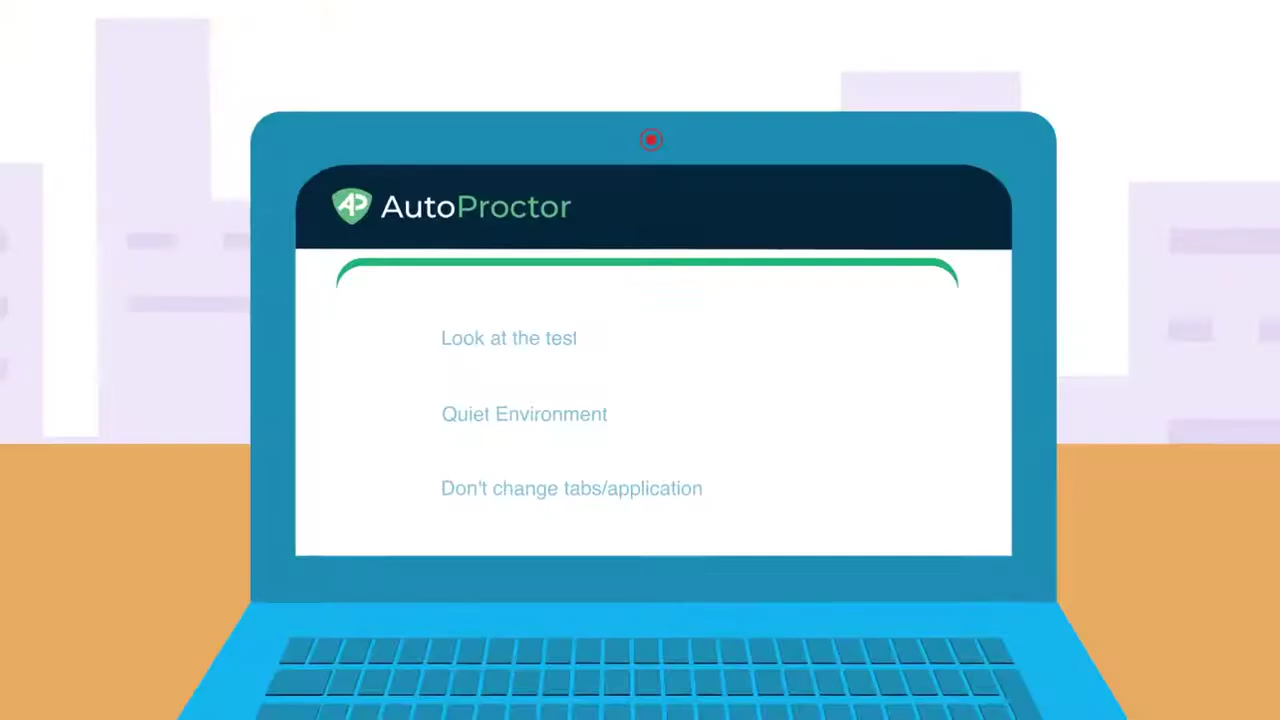 AutoProctor
Look at the test
Quiet Environment
Don't change tabs/application